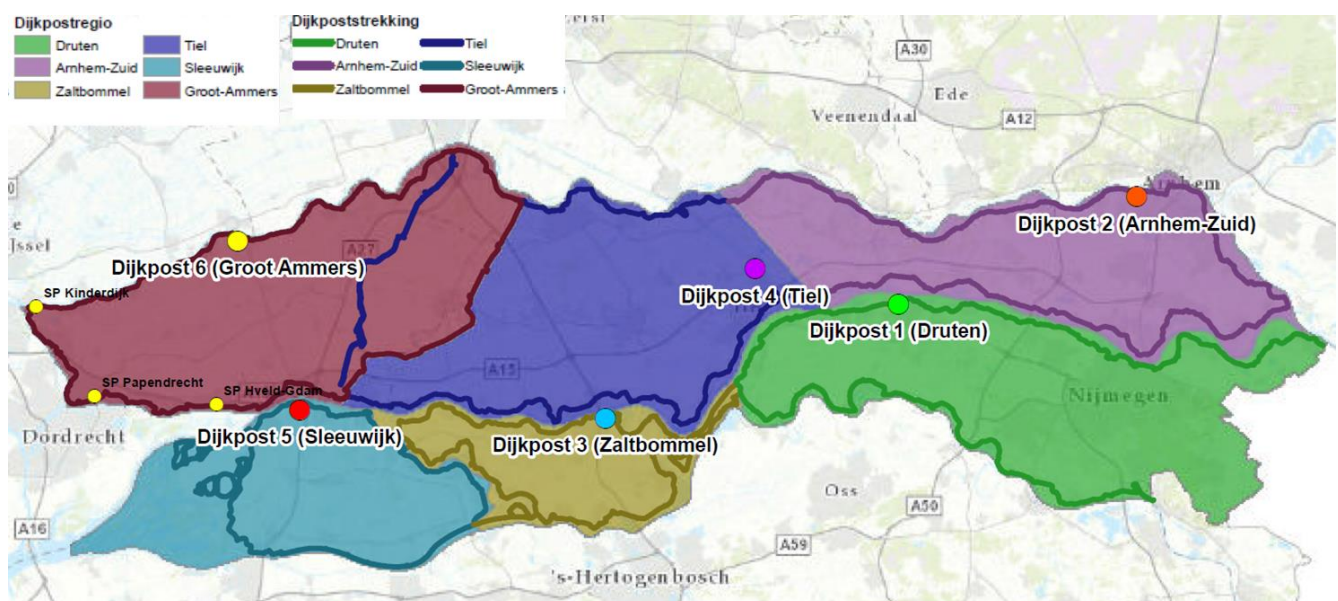 Dijkpostregio
Druten
Tiel
Arnhem-Zuid
Sleeuwijk
Zaltbommel
Groot-Ammers
Dijkpoststrekking
Druten
Tiel
Arnhem-Zuid
Sleeuwijk
Zaltbommel
Groot-Ammers
A30
Ede
Veenendaal
A12
Arnhem
Dijkpost 2 (Arnhem-Zuid)
IJssel
A27
Dijkpost 6 (Groot Ammers)
SP Kinderdijk
Dijkpost 4 (Tiel)
Dijkpost 1 (Druten)
A15
SP Papendrecht
SP Hveld-Gdam
Nijmegen
Dordrecht
Dijkpost 5 (Sleeuwijk)
Dijkpost 3 (Zaltbommel)
Oss
A50
A16
A59
's-Hertogenbosch